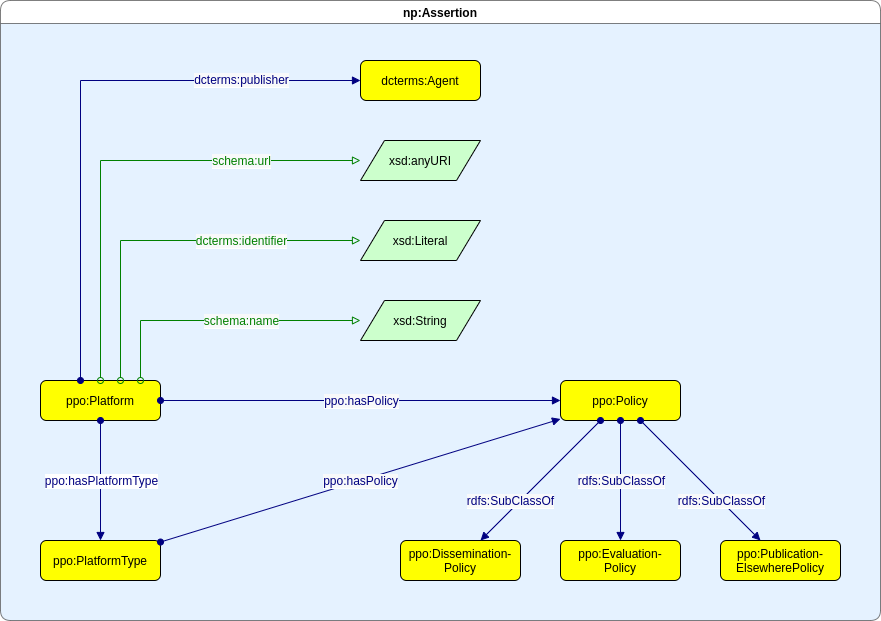 np:Assertion
dcterms:publisher
dcterms:Agent
schema:url
xsd:anyURI
dcterms:identifier
xsd:Literal
schema:name
xsd:String
ppo:Platform
ppo:hasPolicy
ppo:Policy
ppo:hasPlatformType
ppo:hasPolicy
rdfs:SubClassOf
rdfs:SubClassOf
rdfs:SubClassOf
ppo:PlatformType
ppo:Dissemination-
Policy
ppo:Evaluation-
Policy
ppo:Publication-
ElsewherePolicy